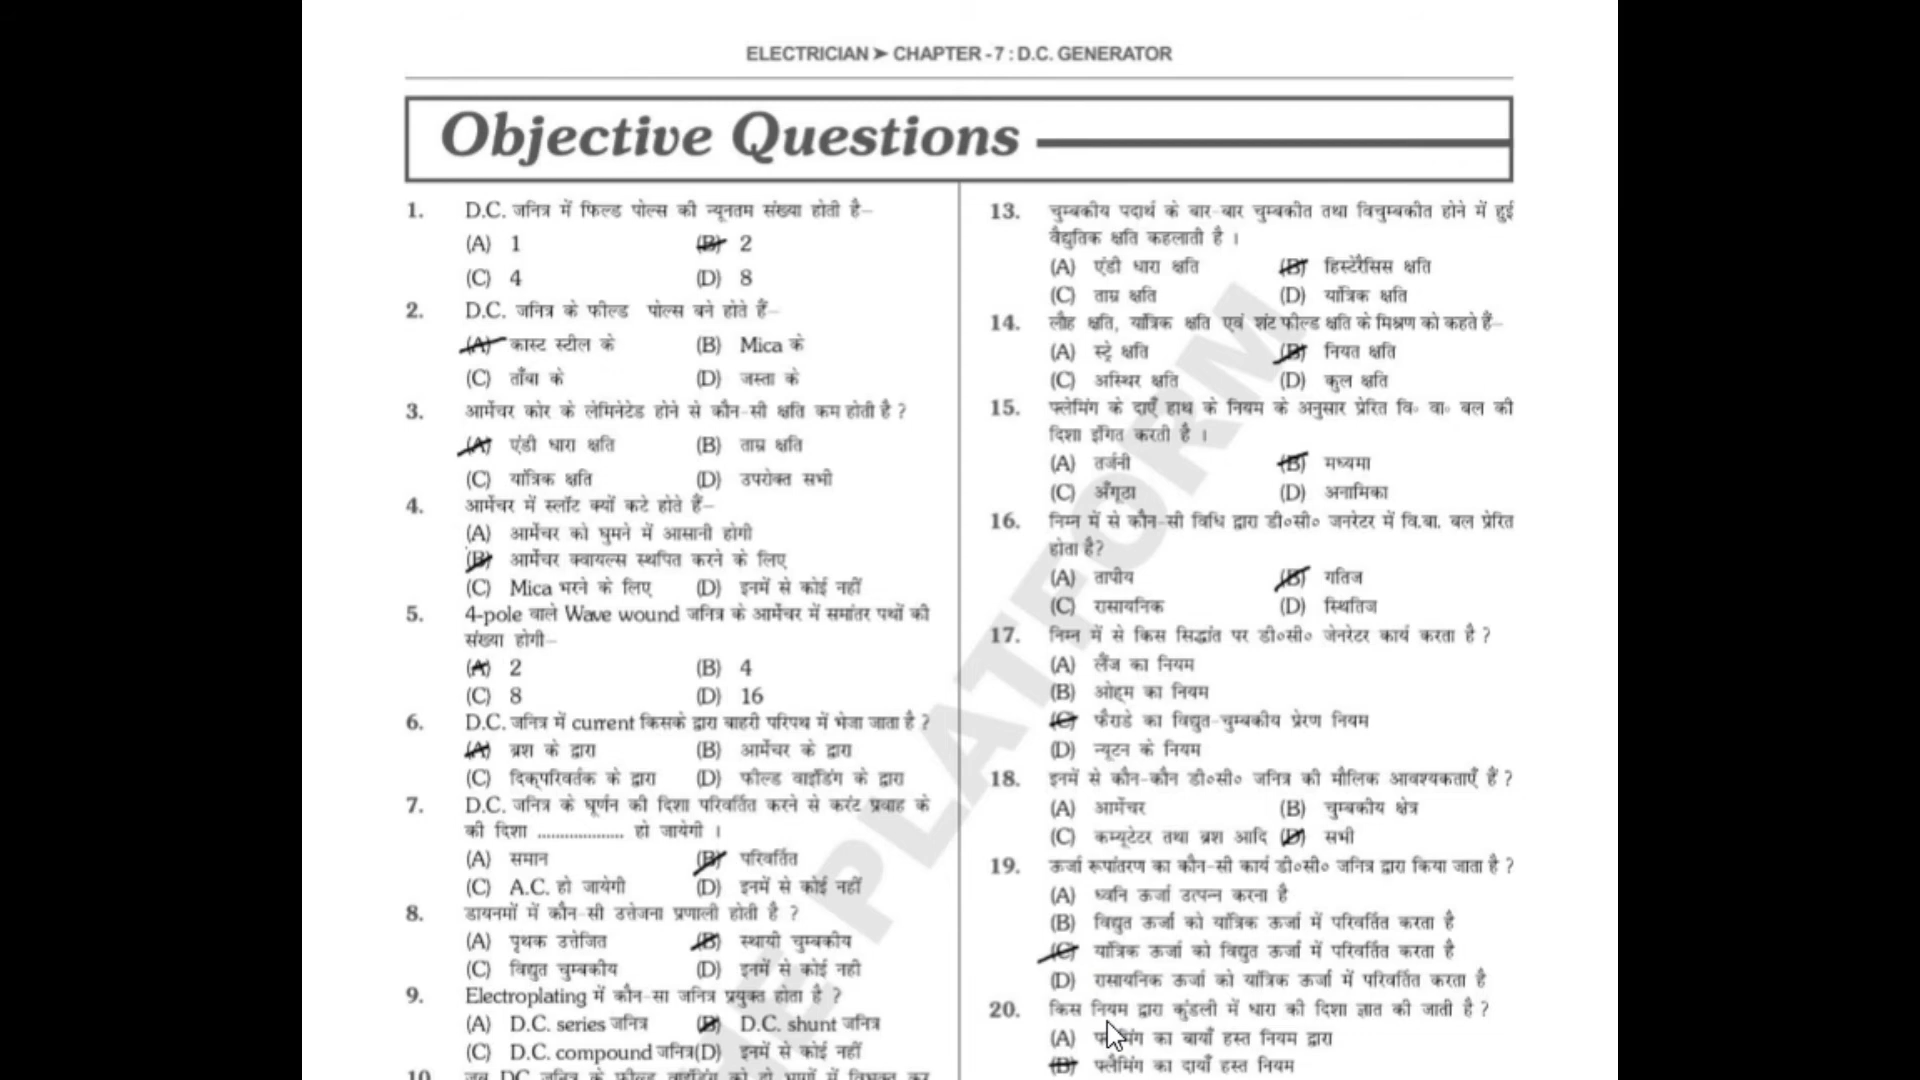 ELECTRICIAN ➤ CHAPTER - 7 : D.C. GENERATOR
Objective Questions
1. D.C. जनित्र में फिल्ड पोल्स की न्यूनतम संख्या होती है–
(A) 1 (B) 2
(C) 4 (D) 8
2. D.C. जनित्र के फील्ड पोल्स बने होते हैं–
(A) कास्ट स्टील के (B) Mica के
(C) ताँबा के (D) जस्ता के
3. आर्मेचर कोर के लेमिनेटेड होने से कौन-सी क्षति कम होती है ?
(A) एंडी धारा क्षति (B) ताम्र क्षति
(C) यांत्रिक क्षति (D) उपरोक्त सभी
4. आर्मेचर में स्लॉट क्यों कटे होते हैं–
(A) आर्मेचर को घुमने में आसानी होगी
(B) आर्मेचर क्वायल्स स्थपित करने के लिए
(C) Mica भरने के लिए (D) इनमें से कोई नहीं
5. 4-pole वाले Wave wound जनित्र के आर्मेचर में समांतर पथों की
संख्या होगी–
(A) 2 (B) 4
(C) 8 (D) 16
6. D.C. जनित्र में current किसके द्वारा बाहरी परिपथ में भेजा जाता है ?
(A) ब्रश के द्वारा (B) आर्मेचर के द्वारा
(C) दिक्परिवर्तक के द्वारा (D) फील्ड वाइंडिंग के द्वारा
7. D.C. जनित्र के घूर्णन की दिशा परिवर्तित करने से करंट प्रवाह के
की दिशा ................... हो जायेगी ।
(A) समान (B) परिवर्तित
(C) A.C. हो जायेगी (D) इनमें से कोई नहीं
8. डायनमों में कौन-सी उत्तेजना प्रणाली होती है ?
(A) पृथक उत्तेजित (B) स्थायी चुम्बकीय
(C) विद्युत चुम्बकीय (D) इनमें से कोई नही
9. Electroplating में कौन-सा जनित्र प्रयुक्त होता है ?
(A) D.C. series जनित्र (B) D.C. shunt जनित्र
(C) D.C. compound जनित्र (D) इनमें से कोई नहीं
10. जब DC जनित्र के फील्ड वाइंडिंग को दो भागों में विभक्त कर
13. चुम्बकीय पदार्थ के बार-बार चुम्बकीत तथा विचुम्बकीत होने में हुई
वैद्युतिक क्षति कहलाती है ।
(A) एंडी धारा क्षति (B) हिस्टेरैसिस क्षति
(C) ताम्र क्षति (D) यांत्रिक क्षति
14. लौह क्षति, यांत्रिक क्षति एवं शंट फील्ड क्षति के मिश्रण को कहते हैं–
(A) स्ट्रे क्षति (B) नियत क्षति
(C) अस्थिर क्षति (D) कुल क्षति
15. फ्लेमिंग के दाएँ हाथ के नियम के अनुसार प्रेरित वि॰ वा॰ बल की
दिशा इंगित करती है ।
(A) तर्जनी (B) मध्यमा
(C) अँगूठा (D) अनामिका
16. निम्न में से कौन-सी विधि द्वारा डी॰सी॰ जनरेटर में वि.वा. बल प्रेरित
होता है?
(A) तापीय (B) गतिज
(C) रासायनिक (D) स्थितिज
17. निम्न में से किस सिद्धांत पर डी॰सी॰ जेनरेटर कार्य करता है ?
(A) लैंज का नियम
(B) ओह्म का नियम
(C) फैराडे का विद्युत-चुम्बकीय प्रेरण नियम
(D) न्यूटन के नियम
18. इनमें से कौन-कौन डी॰सी॰ जनित्र की मौलिक आवश्यकताएँ हैं ?
(A) आर्मेचर (B) चुम्बकीय क्षेत्र
(C) कम्यूटेटर तथा ब्रश आदि (D) सभी
19. ऊर्जा रूपांतरण का कौन-सी कार्य डी॰सी॰ जनित्र द्वारा किया जाता है ?
(A) ध्वनि ऊर्जा उत्पन्न करना है
(B) विद्युत ऊर्जा को यांत्रिक ऊर्जा में परिवर्तित करता है
(C) यांत्रिक ऊर्जा को विद्युत ऊर्जा में परिवर्तित करता है
(D) रासायनिक ऊर्जा को यांत्रिक ऊर्जा में परिवर्तित करता है
20. किस नियम द्वारा कुंडली में धारा की दिशा ज्ञात की जाती है ?
(A) का बायाँ हस्त नियम द्वारा
(B) फ्लैमिंग का दायाँ हस्त नियम
PLATFORM